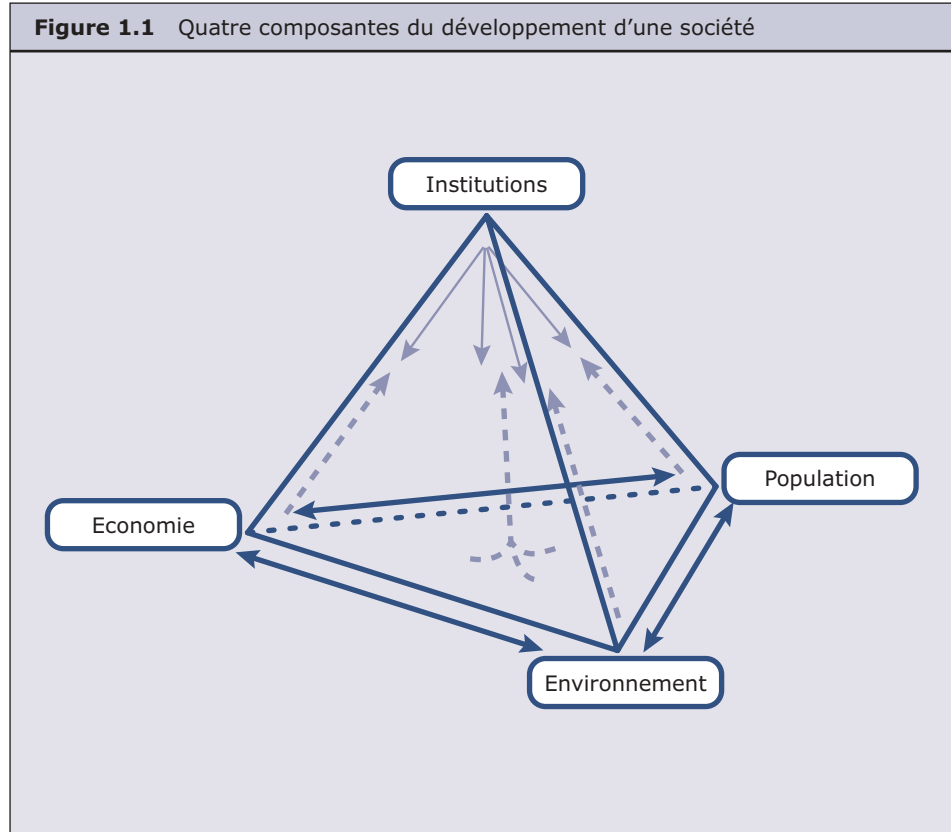 Figure 1.1 Quatre composantes du développement d’une société
Institutions
Population
Economie
Environnement